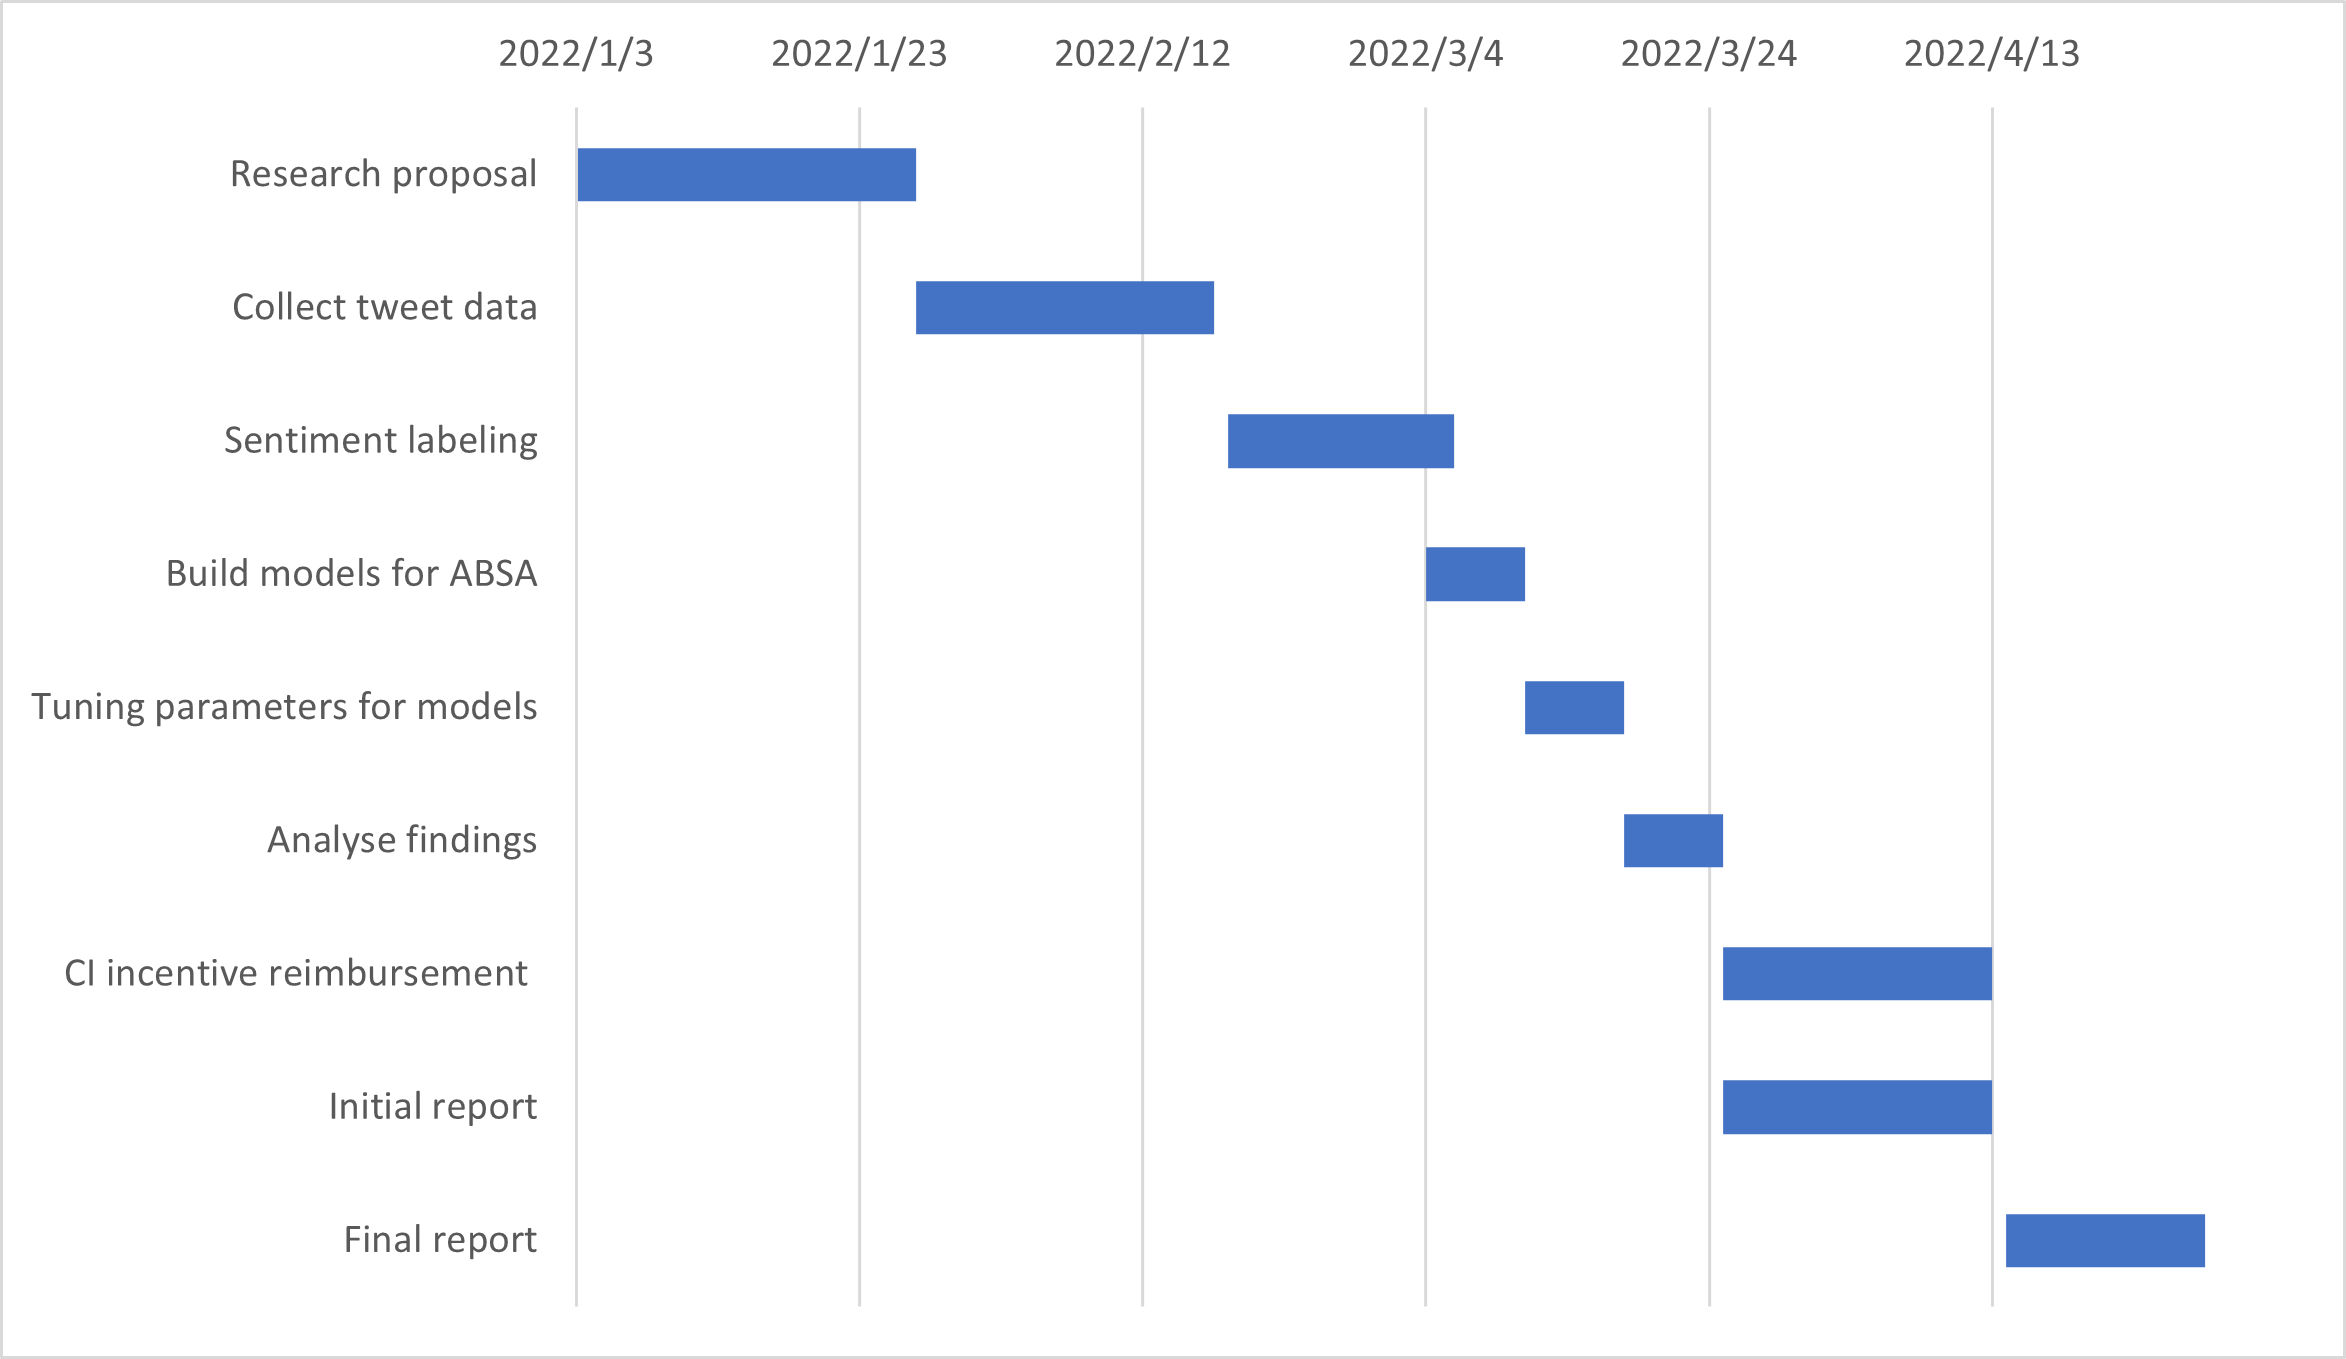 2022/1/3 2022/1/23 2022/2/12 2022/3/4 2022/3/24 2022/4/13
Research proposal
Collect tweet data
Sentiment labeling
Build models for ABSA
Tuning parameters for models
Analyse findings
CI incentive reimbursement
Initial report
Final report